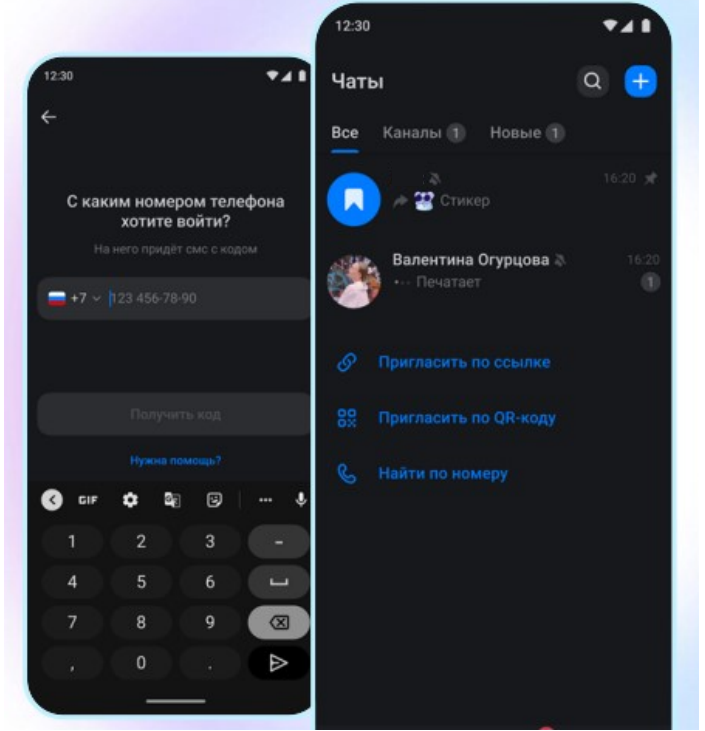 12:30
С каким номером телефона
хотите войти?
На него придёт смс с кодом
+7 123 456-78-90
Получить код
Нужна помощь?
GIF
1 2 3 -
4 5 6
7 8 9
, 0 .
12:30
Чаты
Все Каналы 1 Новые 1
16:20
Стикер
Валентина Огурцова 16:20
Печатает 1
Пригласить по ссылке
Пригласить по QR-коду
Найти по номеру